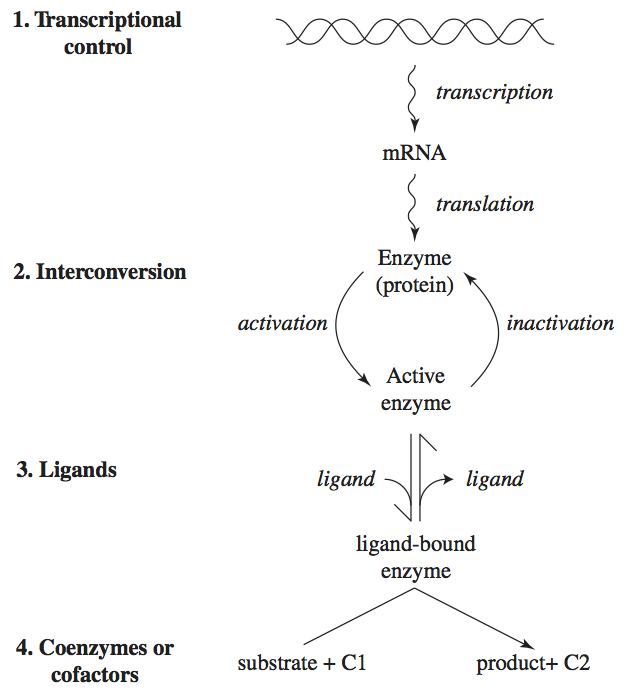 1. Transcriptional
control
transcription
mRNA
translation
2. Interconversion
Enzyme
(protein)
activation
inactivation
Active
enzyme
3. Ligands
ligand
ligand
ligand-bound
enzyme
4. Coenzymes or
cofactors
substrate + C1
product+ C2